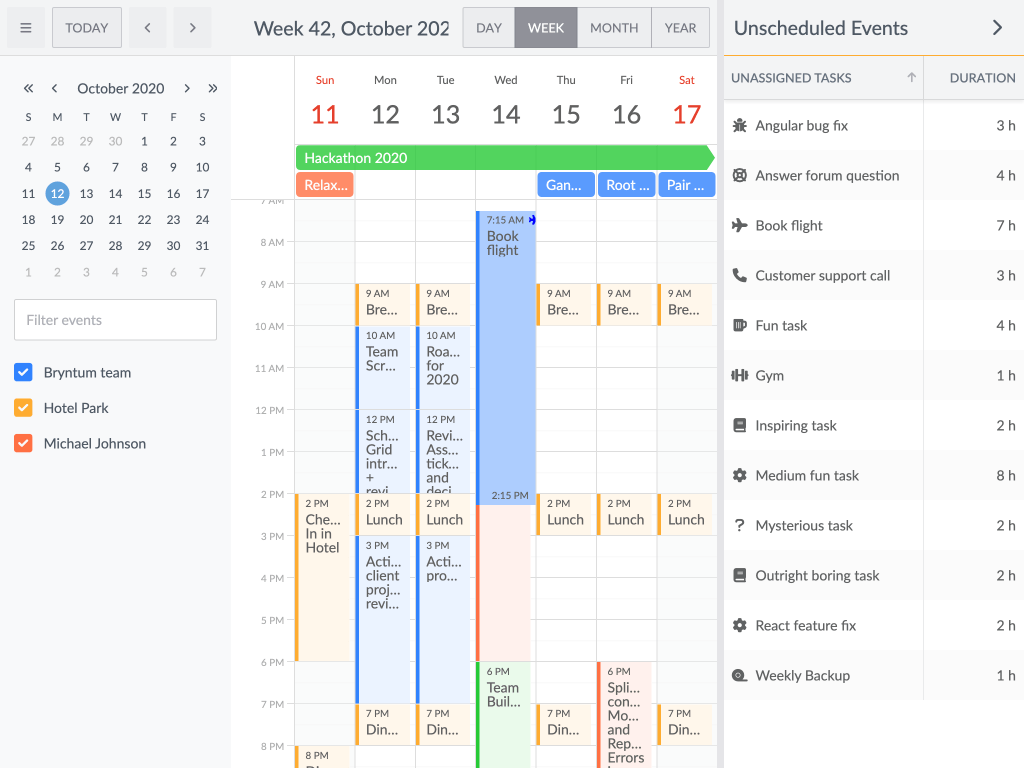 TODAY
Week 42, October 202
DAY WEEK MONTH YEAR
Unscheduled Events
October 2020
S M T W T F S
27 28 29 30 1 2 3
4 5 6 7 8 9 10
11 12 13 14 15 16 17
18 19 20 21 22 23 24
25 26 27 28 29 30 31
1 2 3 4 5 6 7
Filter events
Bryntum team
Hotel Park
Michael Johnson
Sun Mon Tue Wed Thu Fri Sat
11 12 13 14 15 16 17
Hackathon 2020
Relax... Gan... Root ... Pair ...
7 AM
8 AM
9 AM
10 AM
11 AM
12 PM
1 PM
2 PM
3 PM
4 PM
5 PM
6 PM
7 PM
8 PM
2 PM
Che...
In in
Hotel
8 PM
9 AM
Bre...
10 AM
Team
Scr...
12 PM
Sch...
Grid
intr...
+
revi
2 PM
Lunch
3 PM
Acti...
client
proj...
revi...
7 PM
Din...
9 AM
Bre...
10 AM
Roa...
for
2020
12 PM
Revi...
Ass...
tick...
and
deci
2 PM
Lunch
3 PM
Acti...
pro...
7:15 AM
Book
flight
2:15 PM
6 PM
Team
Buil...
9 AM
Bre...
2 PM
Lunch
7 PM
Din...
9 AM
Bre...
2 PM
Lunch
6 PM
Spli...
con...
Mo...
and
Rep...
Errors
9 AM
Bre...
2 PM
Lunch
7 PM
Din...
UNASSIGNED TASKS DURATION
Angular bug fix 3 h
Answer forum question 4 h
Book flight 7 h
Customer support call 3 h
Fun task 4 h
Gym 1 h
Inspiring task 2 h
Medium fun task 8 h
Mysterious task 2 h
Outright boring task 2 h
React feature fix 2 h
Weekly Backup 1 h